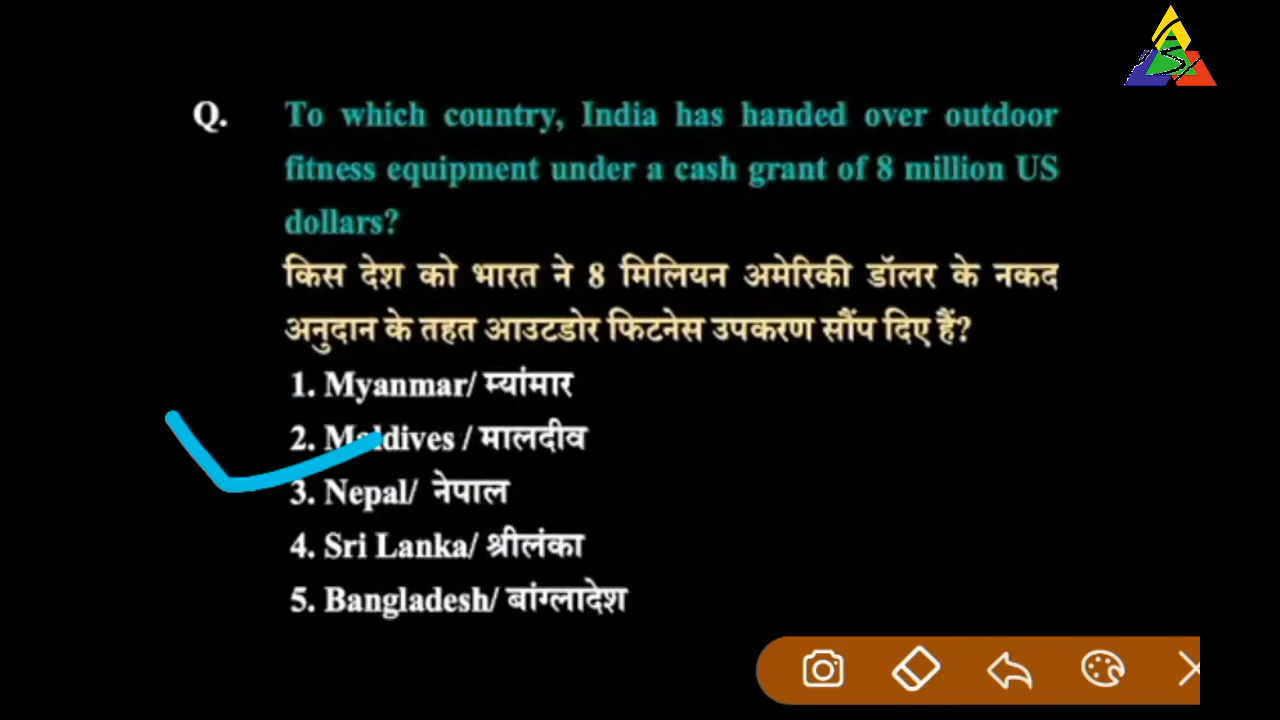 Q. To which country, India has handed over outdoor
fitness equipment under a cash grant of 8 million US
dollars?
किस देश को भारत ने 8 मिलियन अमेरिकी डॉलर के नकद
अनुदान के तहत आउटडोर फिटनेस उपकरण सौंप दिए हैं?
1. Myanmar/ म्यांमार
2. Maldives / मालदीव
3. Nepal/ नेपाल
4. Sri Lanka/ श्रीलंका
5. Bangladesh/ बांग्लादेश